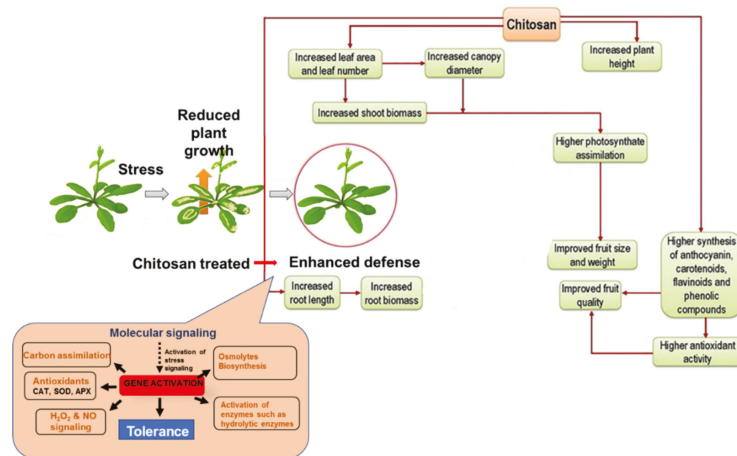 Chitosan
Increased leaf area
and leaf number
Increased canopy
diameter
Increased plant
height
Increased shoot biomass
Reduced
plant
growth
Stress
Higher photosynthate
assimilation
Chitosan treated
Enhanced defense
Improved fruit size
and weight
Higher synthesis
of anthocyanin,
carotenoids,
flavinoids and
phenolic
compounds
Increased
root length
Increased
root biomass
Improved fruit
quality
Higher antioxidant
activity
Molecular signaling
Carbon assimilation
Activation of
stress
signaling
Osmolytes
Biosynthesis
Antioxidants
CAT, SOD, APX
GENE ACTIVATION
H2O2 & NO
signaling
Tolerance
Activation of
enzymes such as
hydrolytic enzymes